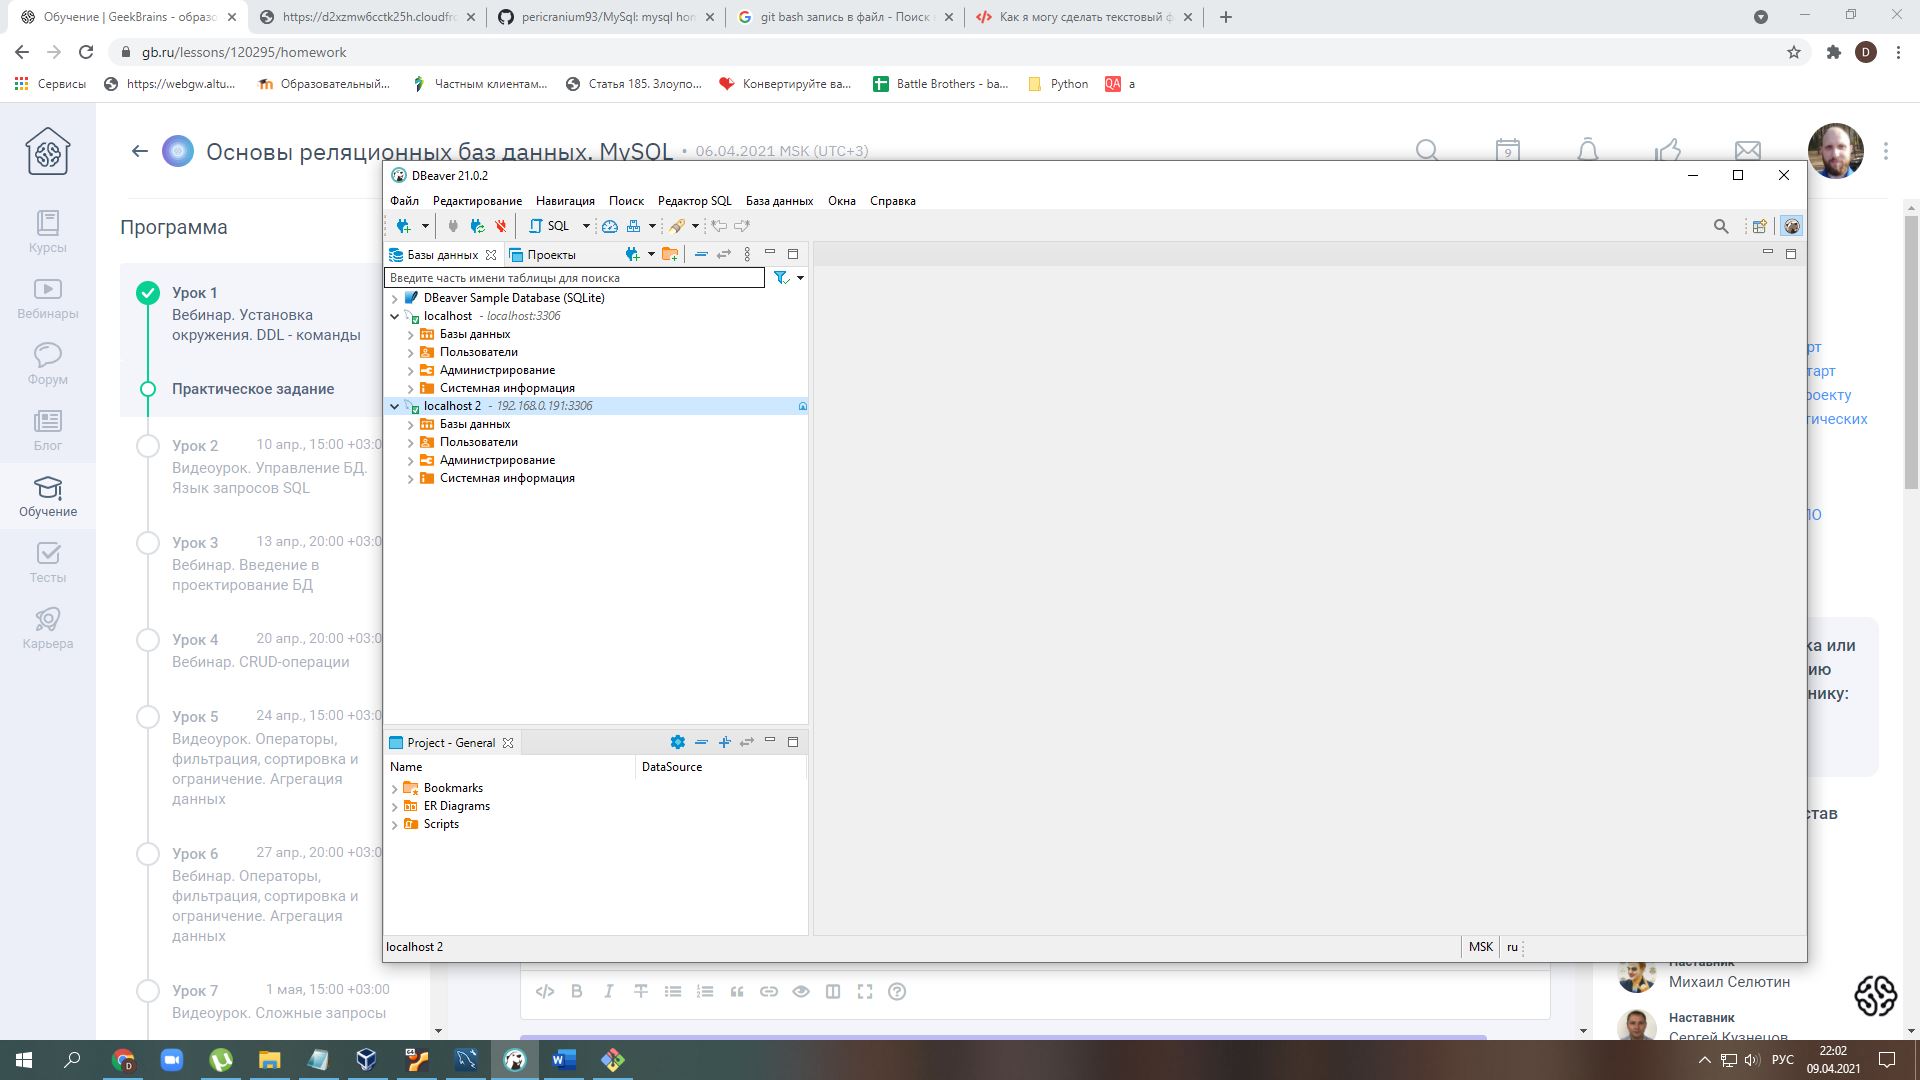 Обучение | GeekBrains - образо
https://d2xzmw6cctk25h.cloudfro
pericranium93/MySql: mysql hom
git bash запись в файл - Поиск в
Как я могу сделать текстовый ф
gb.ru/lessons/120295/homework
D
Сервисы
https://webgw.altu...
Образовательный...
Частным клиентам...
Статья 185. Злоупо...
Конвертируйте ва...
Battle Brothers - ba...
Python
QA
a
Основы реляционных баз данных. MySQL • 06.04.2021 MSK (UTC+3)
9
Курсы
Вебинары
Форум
Блог
Обучение
Тесты
Карьера
Программа
Урок 1
Вебинар. Установка
окружения. DDL - команды
Практическое задание
Урок 2 10 апр., 15:00 +03:0
Видеоурок. Управление БД.
Язык запросов SQL
Урок 3 13 апр., 20:00 +03:0
Вебинар. Введение в
проектирование БД
Урок 4 20 апр., 20:00 +03:0
Вебинар. CRUD-операции
Урок 5 24 апр., 15:00 +03:0
Видеоурок. Операторы,
фильтрация, сортировка и
ограничение. Агрегация
данных
Урок 6 27 апр., 20:00 +03:0
Вебинар. Операторы,
фильтрация, сортировка и
ограничение. Агрегация
данных
Урок 7 1 мая, 15:00 +03:00
Видеоурок. Сложные запросы
DBeaver 21.0.2
Файл Редактирование Навигация Поиск Редактор SQL База данных Окна Справка
SQL
Базы данных
Проекты
Введите часть имени таблицы для поиска
DBeaver Sample Database (SQLite)
localhost - localhost:3306
Базы данных
Пользователи
Администрирование
Системная информация
localhost 2 - 192.168.0.191:3306
Базы данных
Пользователи
Администрирование
Системная информация
Project - General
Name DataSource
Bookmarks
ER Diagrams
Scripts
localhost 2
MSK ru
рт
тарт
роекту
тических
ПО
ка или
ию
нику:
став
Наставник
Михаил Селютин
Наставник
Сергей Кузнецов
РУС
22:02
09.04.2021